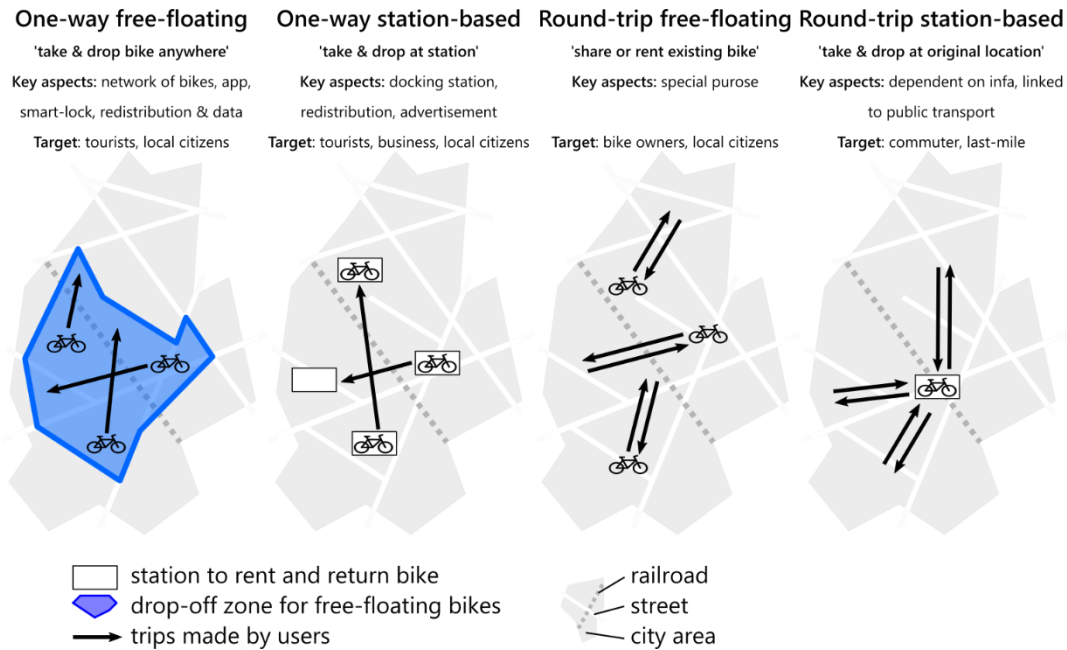 One-way free-floating
'take & drop bike anywhere'
Key aspects: network of bikes, app,
smart-lock, redistribution & data
Target: tourists, local citizens
One-way station-based
'take & drop at station'
Key aspects: docking station,
redistribution, advertisement
Target: tourists, business, local citizens
Round-trip free-floating
'share or rent existing bike'
Key aspects: special purose
Target: bike owners, local citizens
Round-trip station-based
'take & drop at original location'
Key aspects: dependent on infa, linked
to public transport
Target: commuter, last-mile
station to rent and return bike
drop-off zone for free-floating bikes
trips made by users
railroad
street
city area